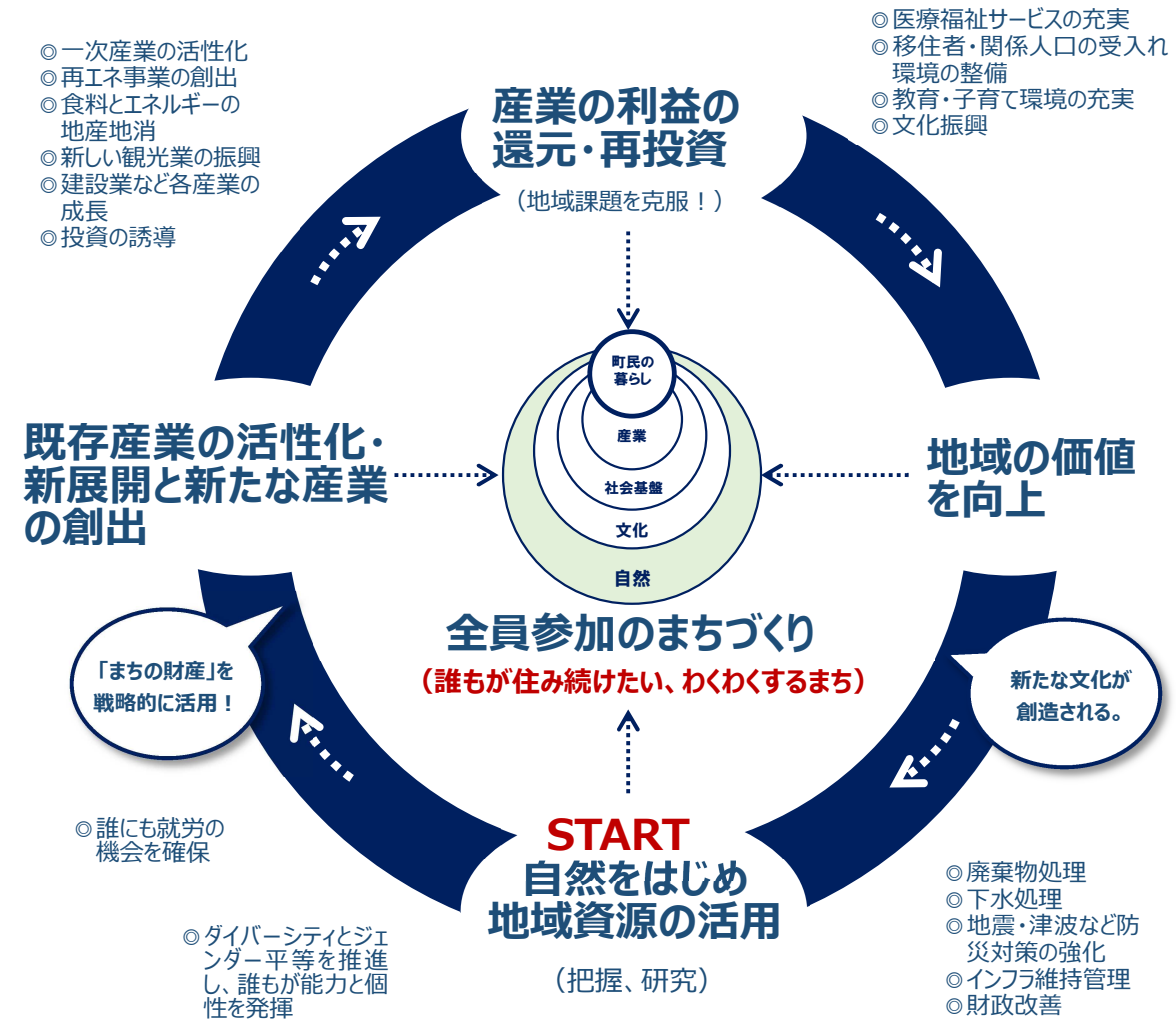 ◎一次産業の活性化
◎再エネ事業の創出
◎食料とエネルギーの
地産地消
◎新しい観光業の振興
◎建設業など各産業の
成長
◎投資の誘導
産業の利益の
還元・再投資
（地域課題を克服！）
◎医療福祉サービスの充実
◎移住者・関係人口の受入れ
環境の整備
◎教育・子育て環境の充実
◎文化振興
既存産業の活性化・
新展開と新たな産業
の創出
町民の
暮らし
産業
社会基盤
文化
自然
地域の価値
を向上
全員参加のまちづくり
（誰もが住み続けたい、わくわくするまち）
「まちの財産」を
戦略的に活用！
新たな文化が
創造される。
START
自然をはじめ
地域資源の活用
（把握、研究）
◎誰にも就労の
機会を確保
◎ダイバーシティとジェ
ンダー平等を推進
し、誰もが能力と個
性を発揮
◎廃棄物処理
◎下水処理
◎地震・津波など防
災対策の強化
◎インフラ維持管理
◎財政改善